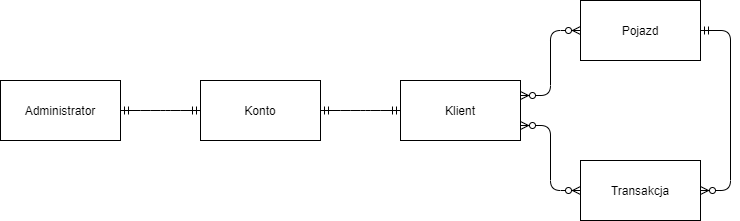 Pojazd
Administrator
Konto
Klient
Transakcja